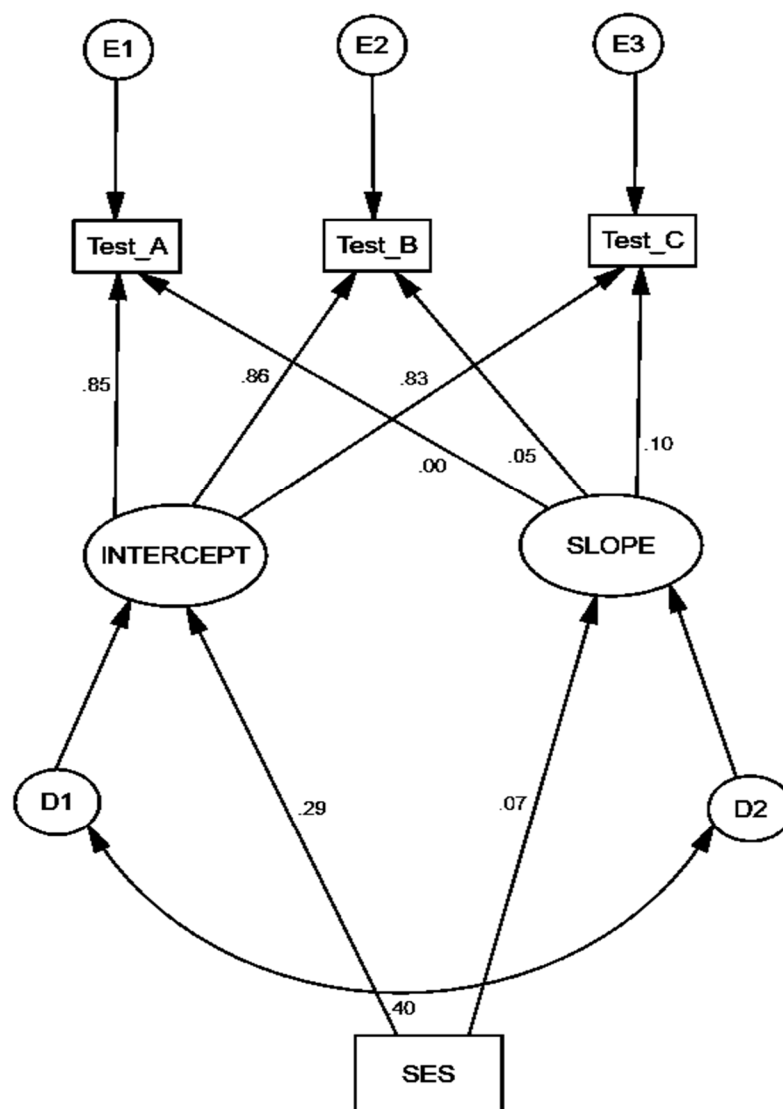 E1 E2 E3
Test_A Test_B Test_C
.85 .86 .83
.00 .05 .10
INTERCEPT SLOPE
D1 .29 .07 D2
.40
SES